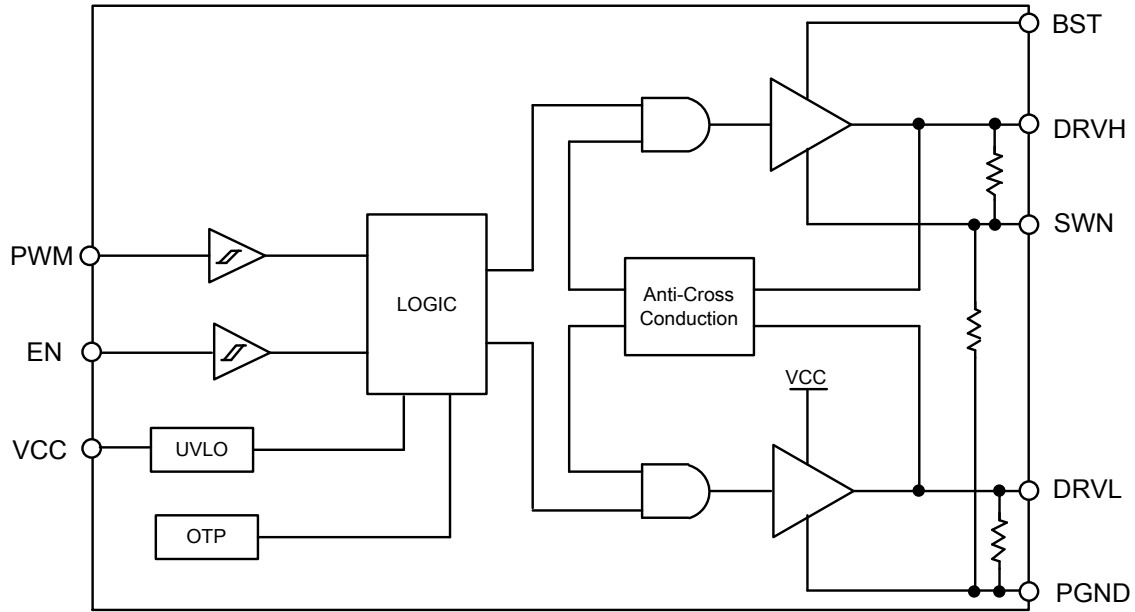 BST
DRVH
SWN
PWM
LOGIC
Anti-Cross
Conduction
EN
VCC
VCC
UVLO
DRVL
OTP
PGND